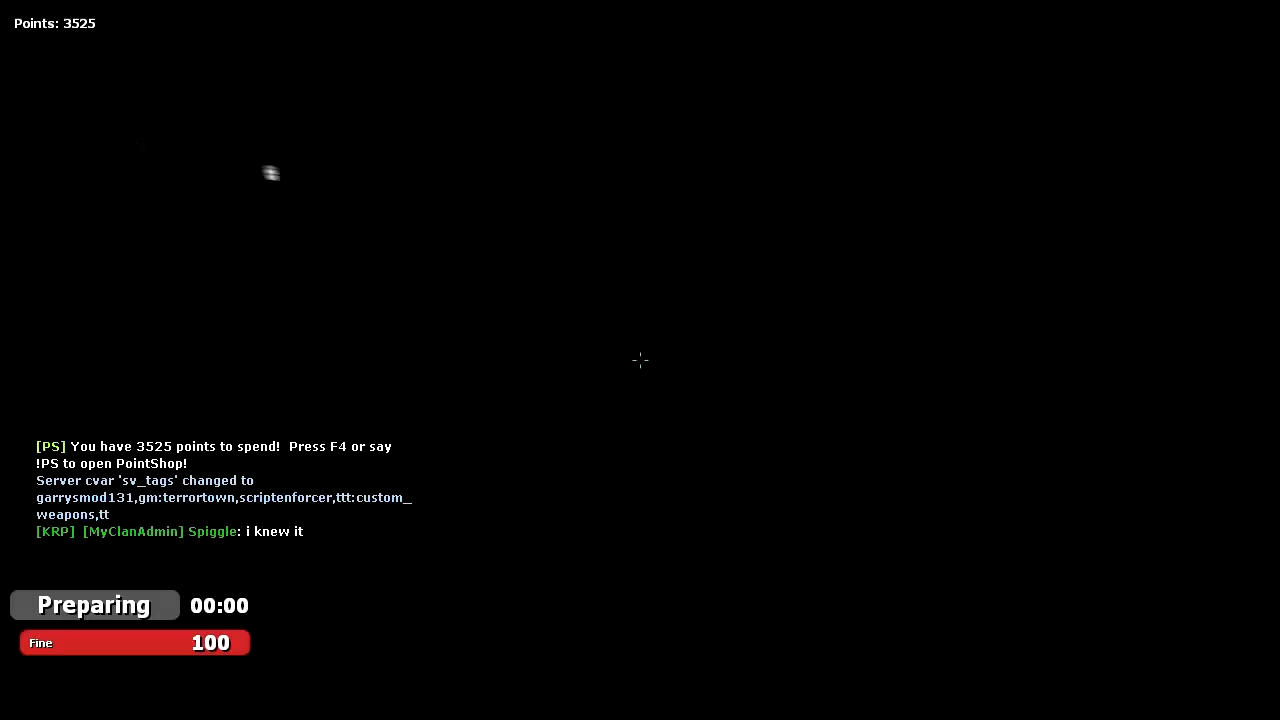 Points: 3525
[PS] You have 3525 points to spend!  Press F4 or say
!PS to open PointShop!
Server cvar 'sv_tags' changed to
garrysmod131,gm:terrortown,scriptenforcer,ttt:custom_
weapons,tt
[KRP]  [MyClanAdmin] Spiggle: i knew it
Preparing 00:00
Fine 100